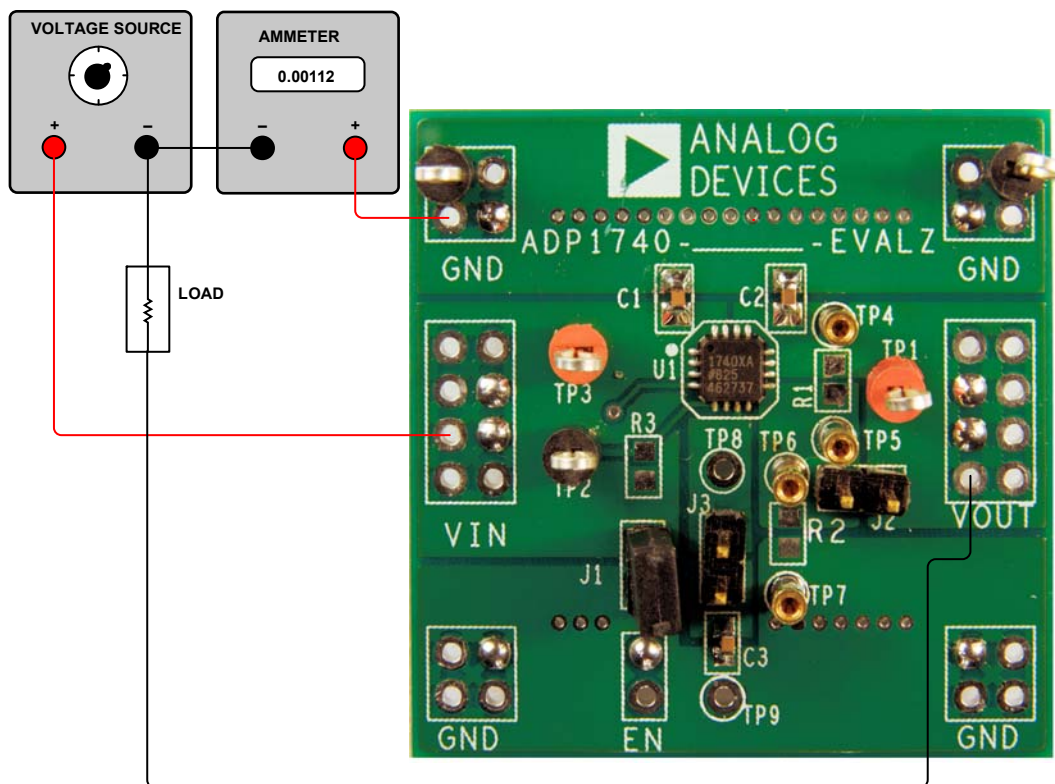 VOLTAGE SOURCE
AMMETER
0.00112
+
−
−
+
ANALOG
DEVICES
ADP1740-________-EVALZ
GND
GND
LOAD
C1
C2
TP4
TP3
U1
1740XA
#825
462737
R1
TP1
R3
TP8
TP6
TP5
TP2
VIN
J3
R2
J2
VOUT
J1
TP7
C3
TP9
GND
EN
GND